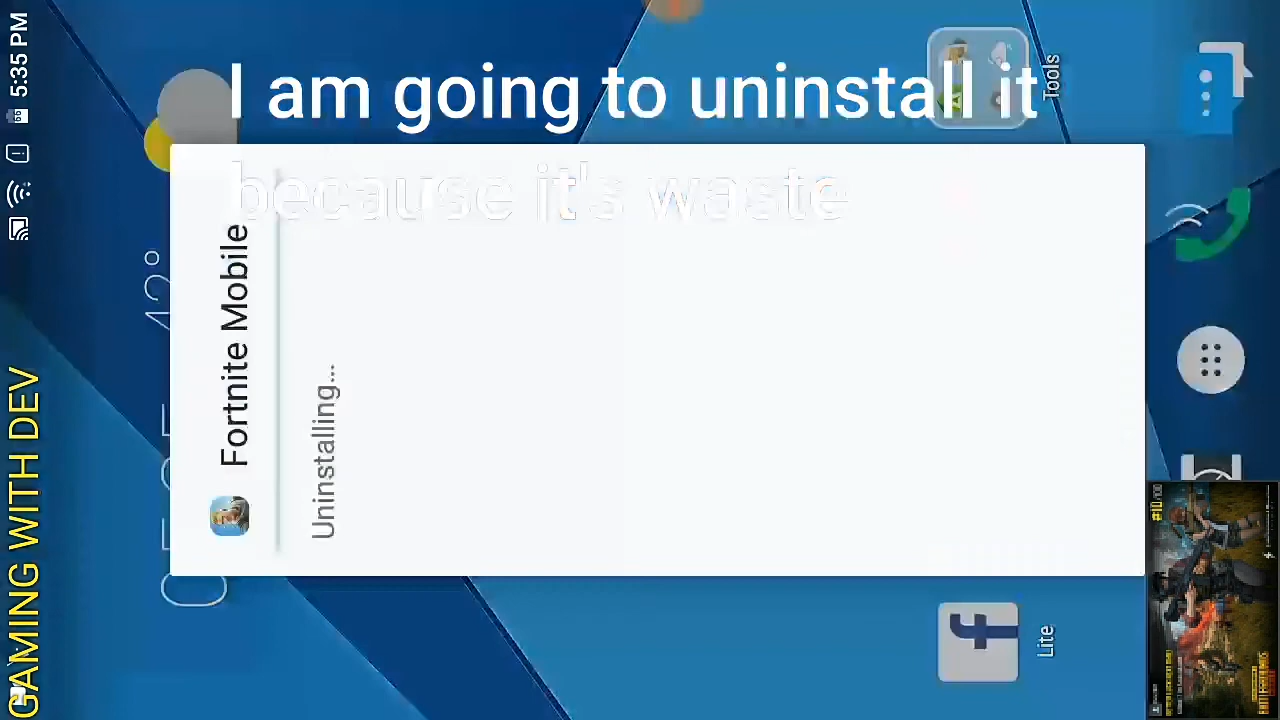 I am going to uninstall it
because it's waste
5:35 PM
42°
Tools
Fortnite Mobile
Uninstalling...
Lite
GAMING WITH DEV